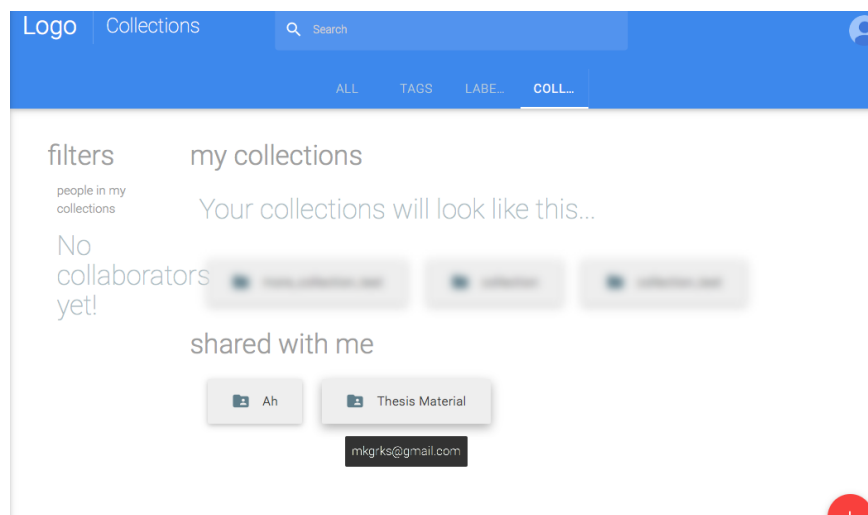 Logo
Collections
Search
ALL
TAGS
LABE...
COLL...
filters
my collections
people in my
collections
Your collections will look like this...
No
collaborators
yet!
shared with me
Ah
Thesis Material
mkgrks@gmail.com